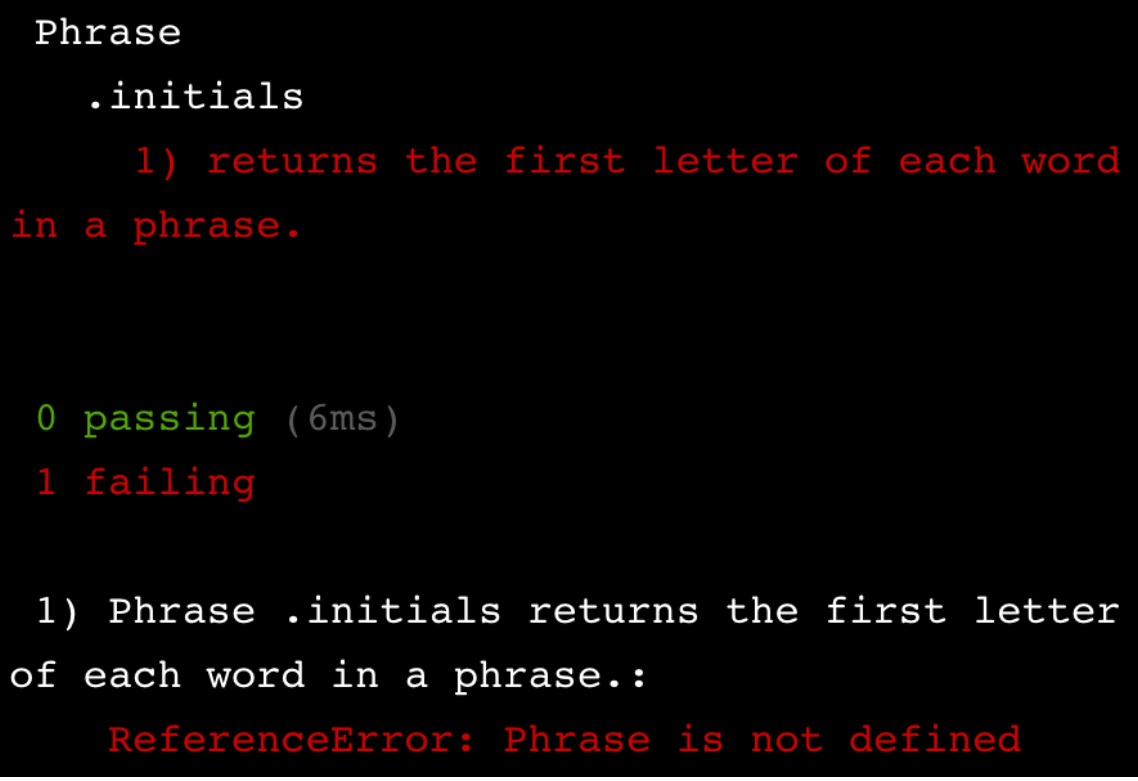 Phrase
.initials
1) returns the first letter of each word
in a phrase.
0 passing (6ms)
1 failing
1) Phrase .initials returns the first letter
of each word in a phrase.:
ReferenceError: Phrase is not defined